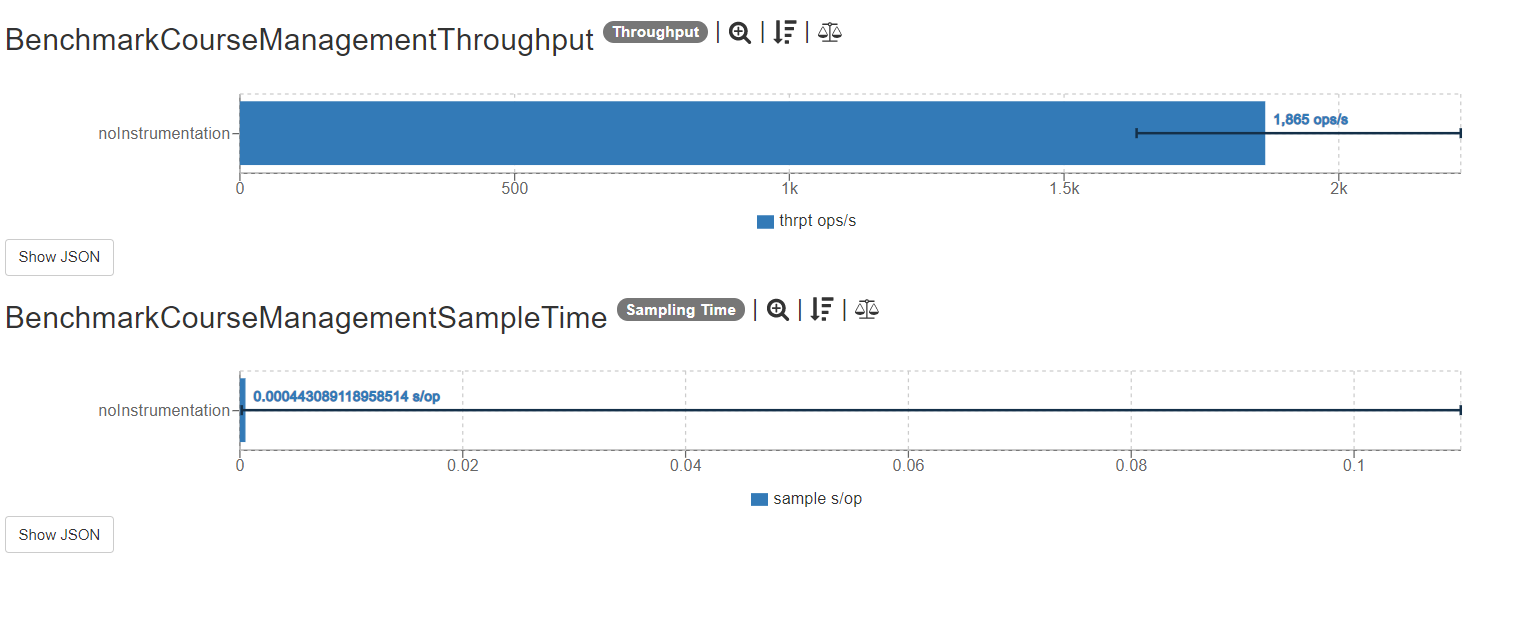 BenchmarkCourseManagementThroughput Throughput | | |
1,865 ops/s
noInstrumentation
0 500 1k 1.5k 2k
thrpt ops/s
Show JSON
BenchmarkCourseManagementSampleTime Sampling Time | | |
0.000443089118958514 s/op
noInstrumentation
0 0.02 0.04 0.06 0.08 0.1
sample s/op
Show JSON